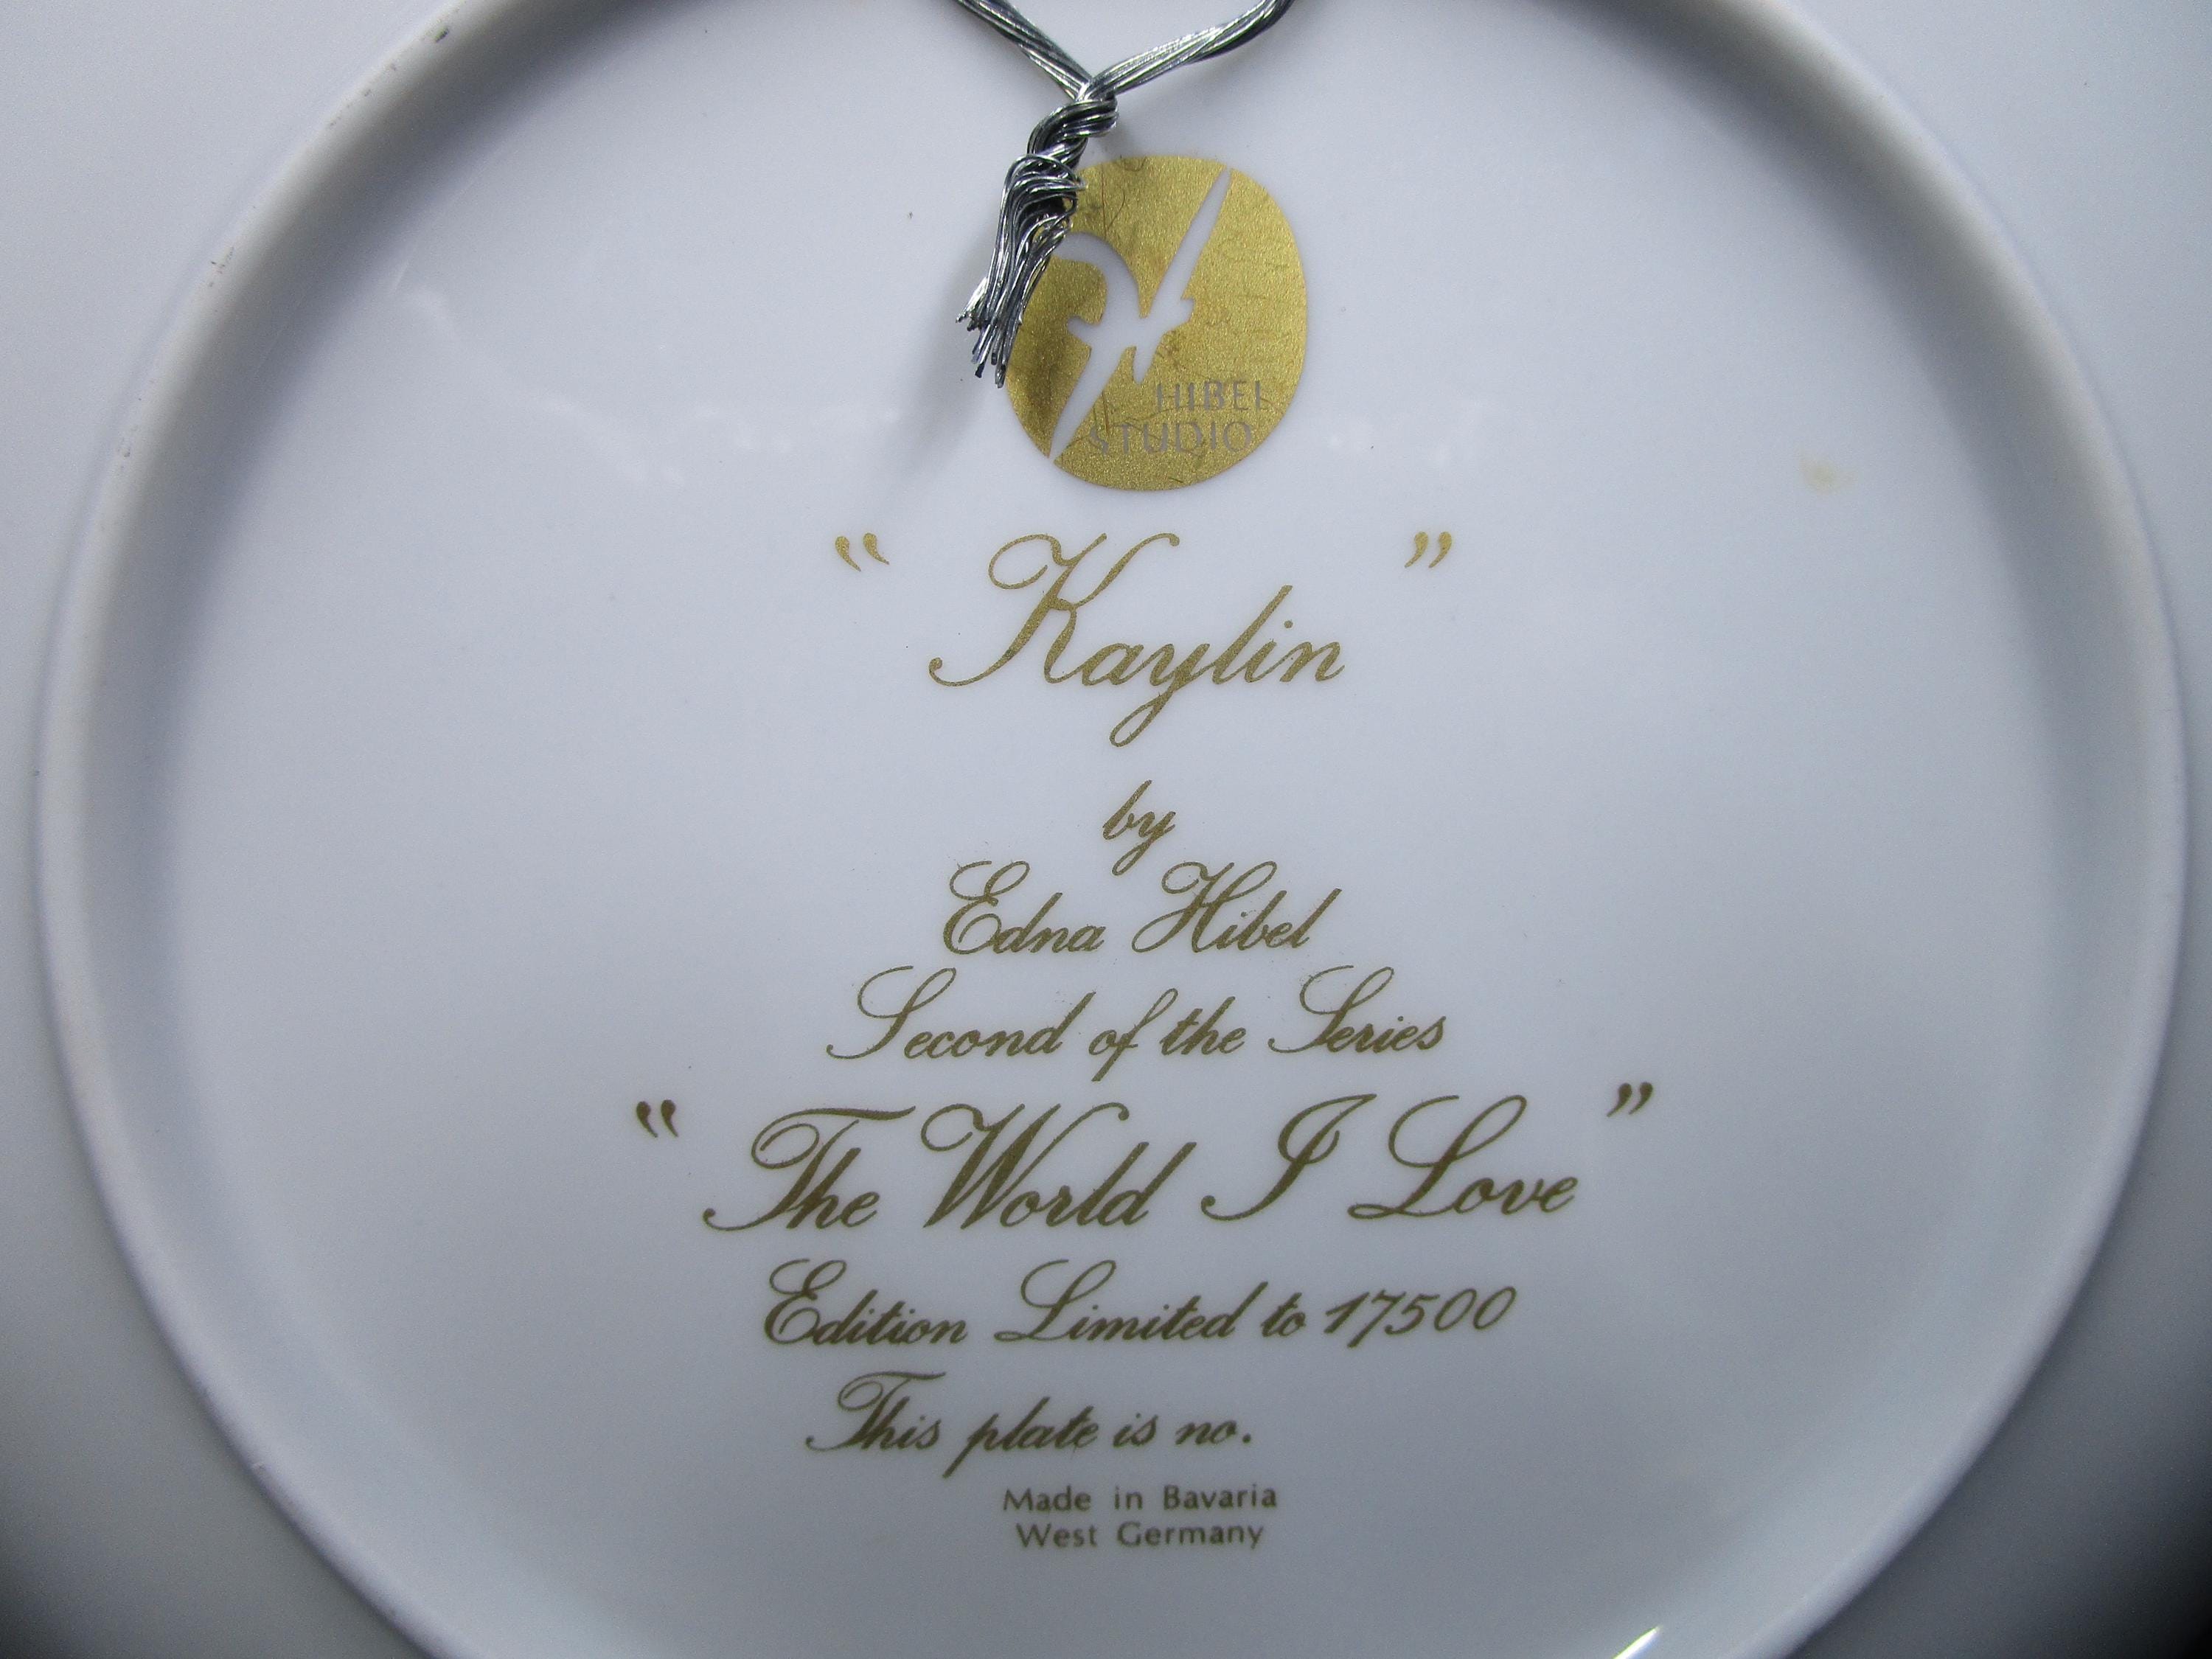 HIBEL
STUDIO
“ Kaylin ”
by
Edna Hibel
Second of the Series
“ The World I Love ”
Edition Limited to 17500
This plate is no.
Made in Bavaria
West Germany